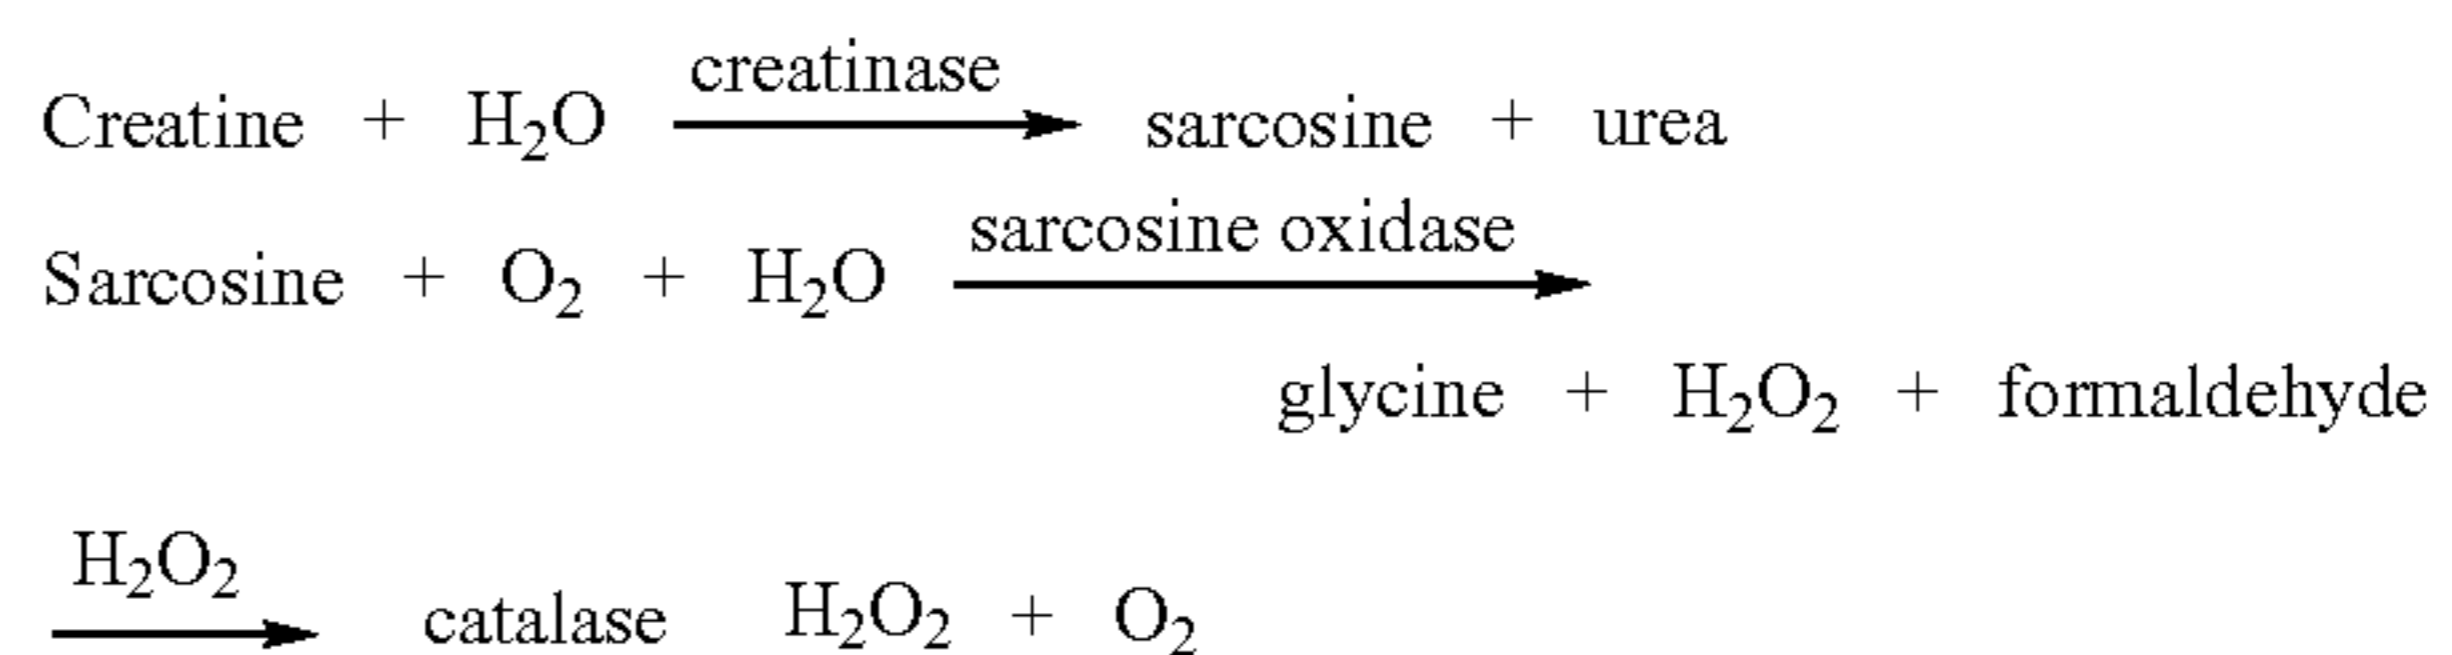 creatinase
Creatine + H₂O ⟶ sarcosine + urea
sarcosine oxidase
Sarcosine + O₂ + H₂O ⟶
glycine + H₂O₂ + formaldehyde
H₂O₂
⟶ catalase H₂O₂ + O₂